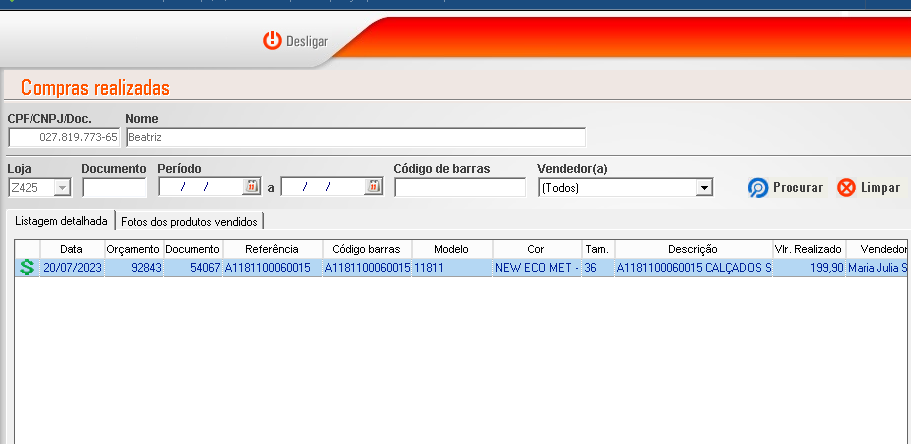 Desligar
Compras realizadas
CPF/CNPJ/Doc. Nome
027.819.773-65 Beatriz
Loja Documento Período Código de barras Vendedor(a)
Z425 / / a / / (Todos) Procurar Limpar
Listagem detalhada Fotos dos produtos vendidos
Data Orçamento Documento Referência Código barras Modelo Cor Tam. Descrição Vlr. Realizado Vendedor
20/07/2023 92843 54067 A1181100060015 A1181100060015 11811 NEW ECO MET - 36 A1181100060015 CALÇADOS S 199,90 Maria Julia S